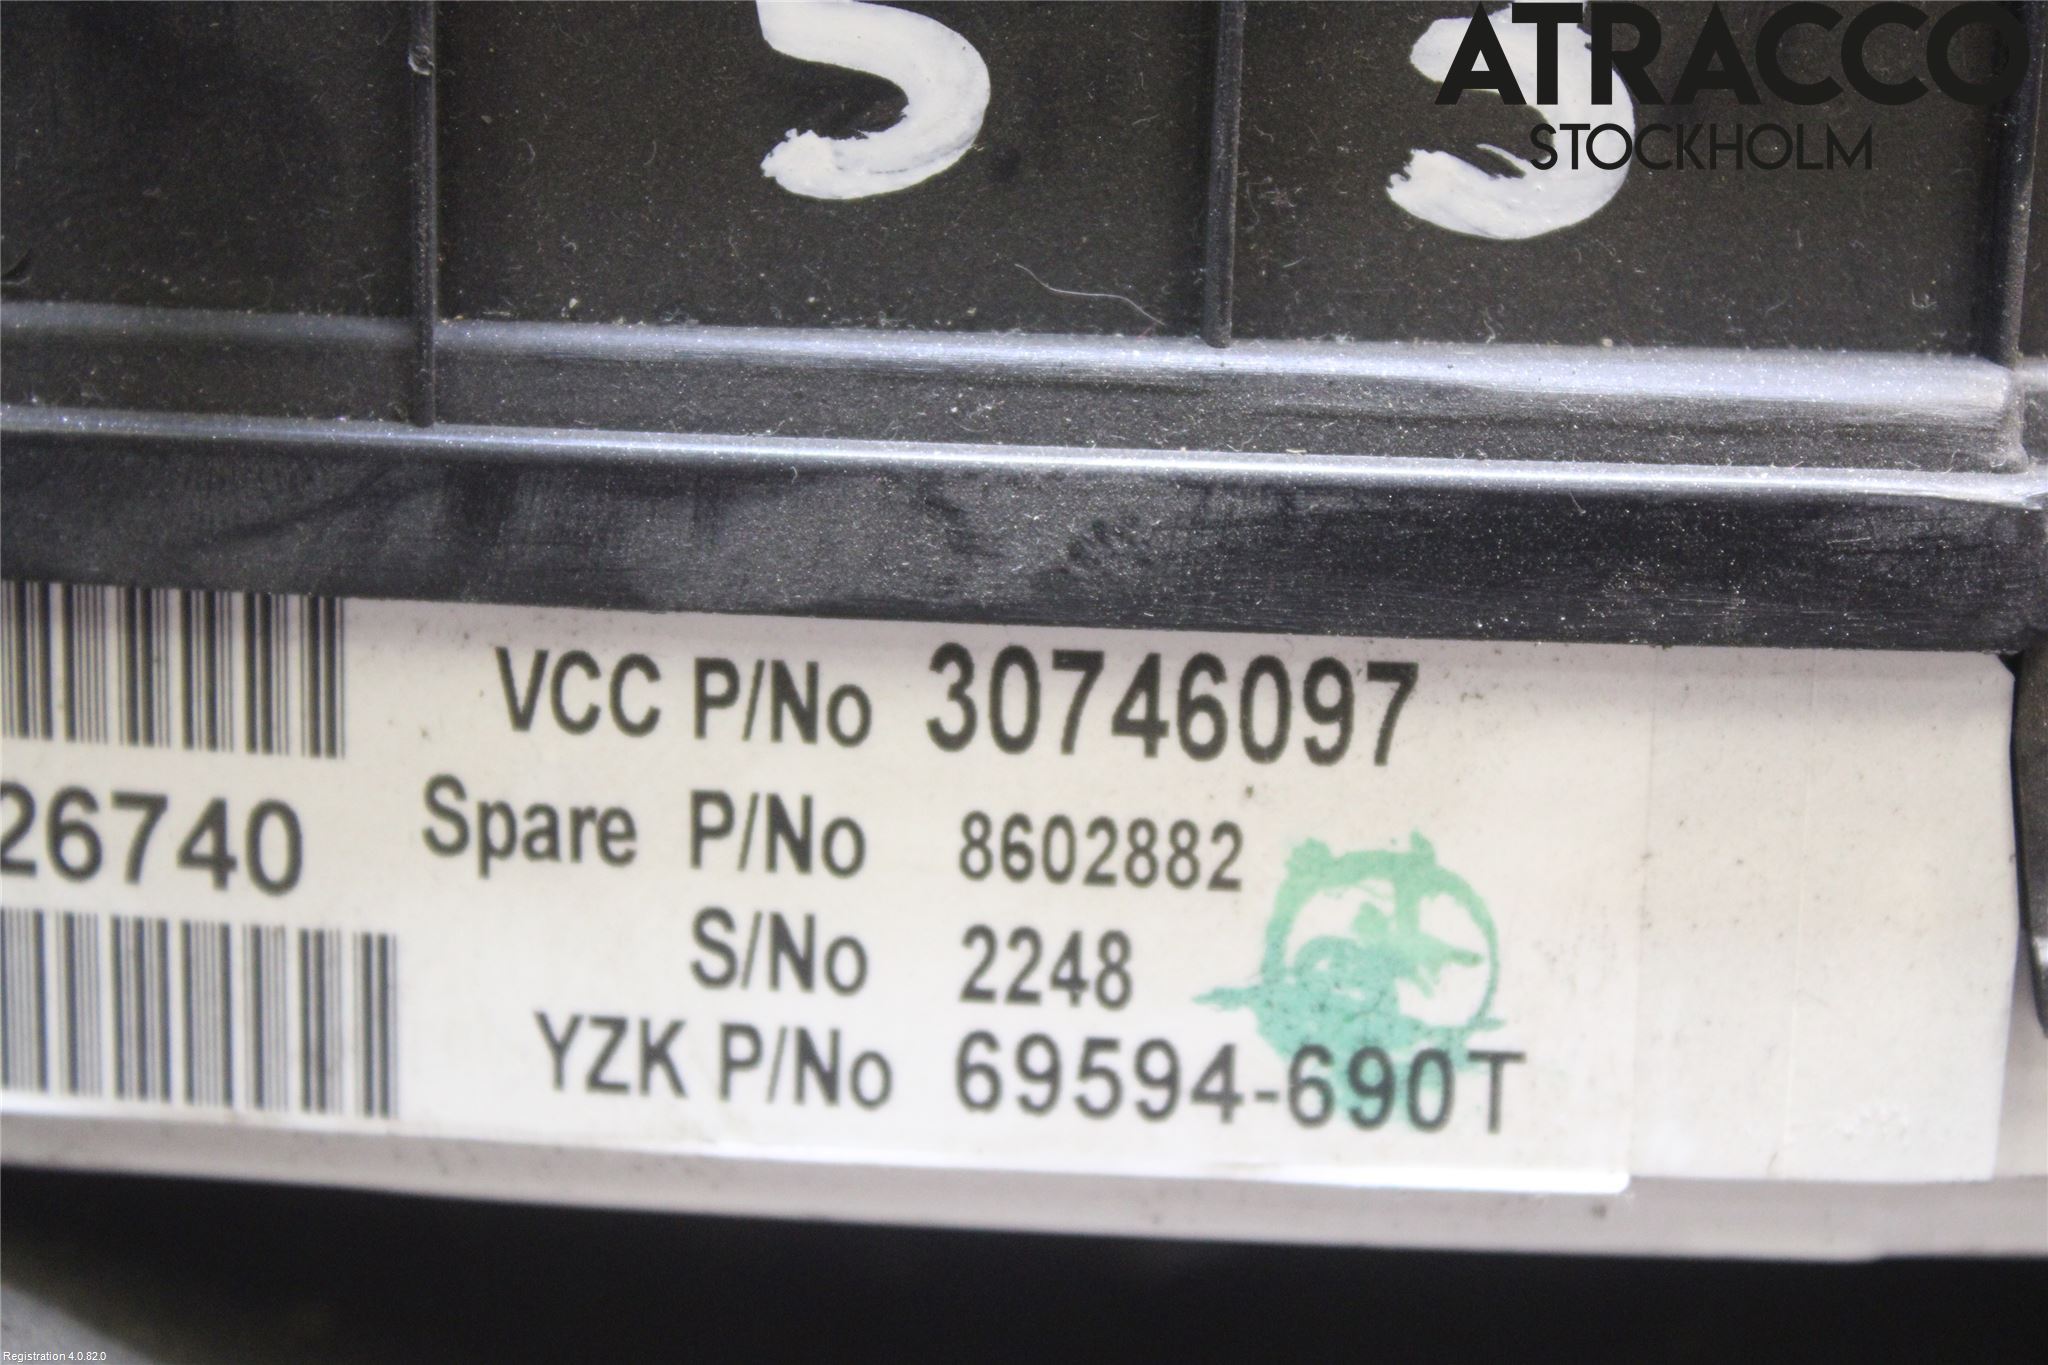 ATRACCO
STOCKHOLM
VCC P/No 30746097
26740
Spare P/No 8602882
S/No 2248
YZK P/No 69594-690T
Registration 4.0.82.0